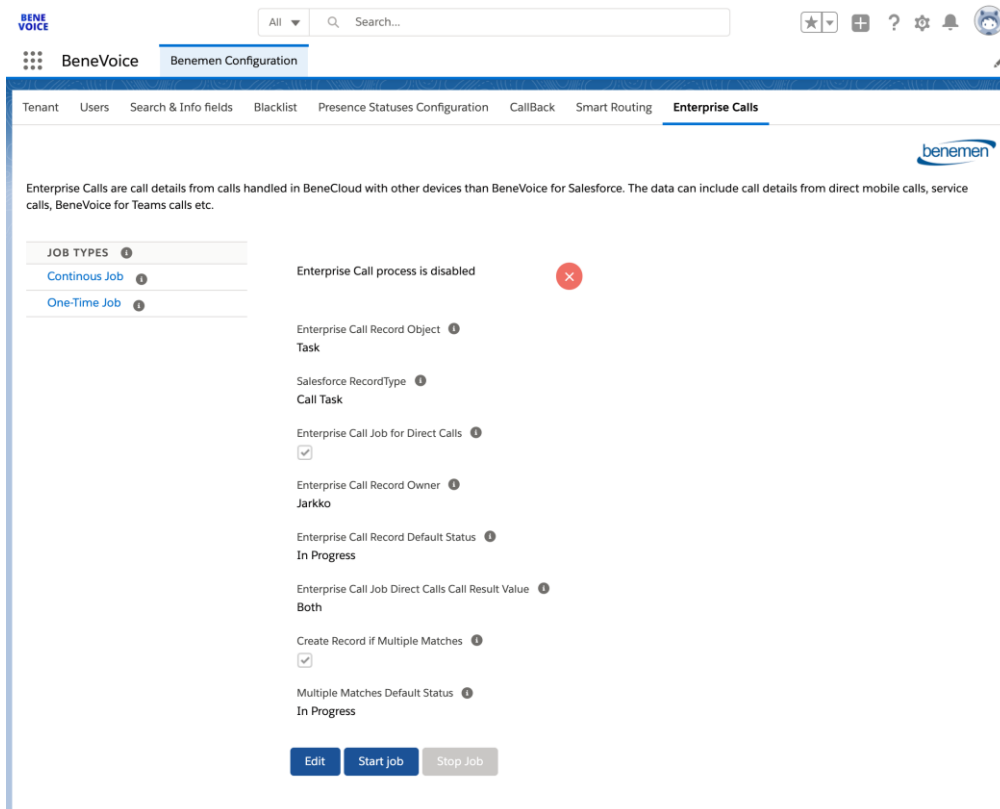 BENE
VOICE
All
Search...
BeneVoice
Benemen Configuration
Tenant
Users
Search & Info fields
Blacklist
Presence Statuses Configuration
CallBack
Smart Routing
Enterprise Calls
benemen
Enterprise Calls are call details from calls handled in BeneCloud with other devices than BeneVoice for Salesforce. The data can include call details from direct mobile calls, service
calls, BeneVoice for Teams calls etc.
JOB TYPES
Continous Job
One-Time Job
Enterprise Call process is disabled
Enterprise Call Record Object
Task
Salesforce RecordType
Call Task
Enterprise Call Job for Direct Calls
Enterprise Call Record Owner
Jarkko
Enterprise Call Record Default Status
In Progress
Enterprise Call Job Direct Calls Call Result Value
Both
Create Record if Multiple Matches
Multiple Matches Default Status
In Progress
Edit
Start job
Stop Job